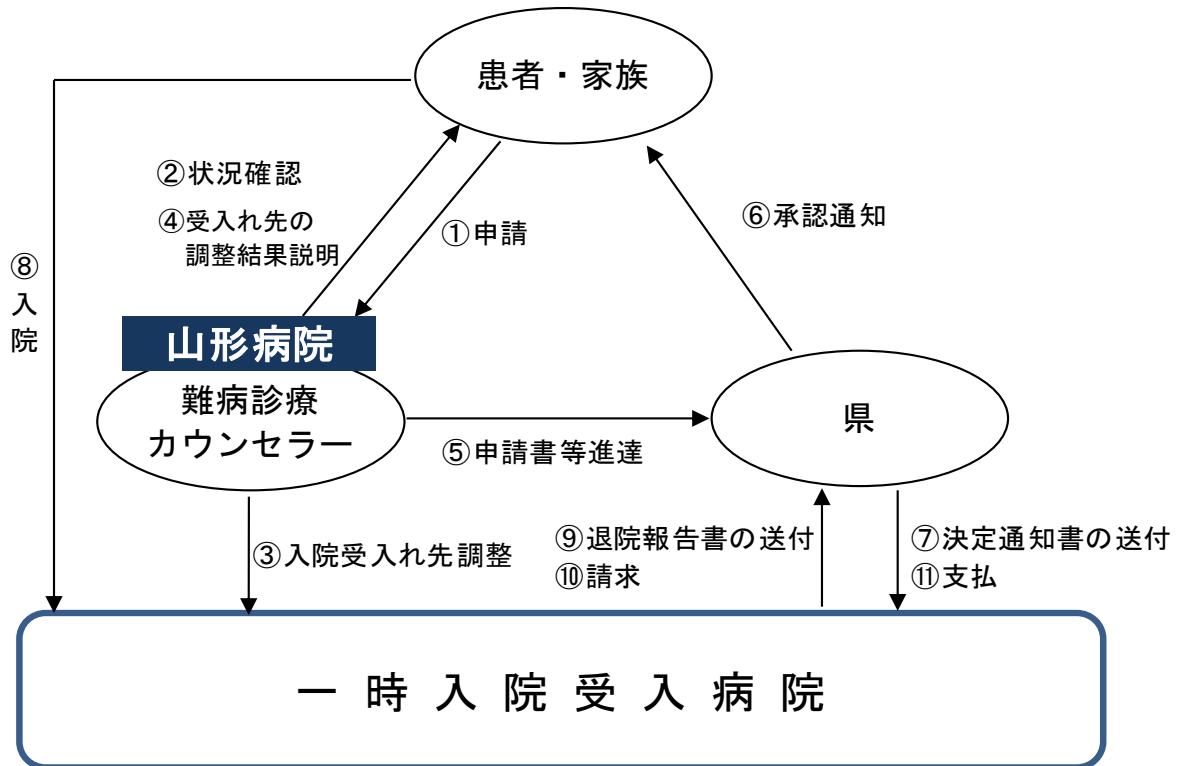 患者・家族
②状況確認
④受入れ先の
調整結果説明
①申請
⑥承認通知
⑧入院
山形病院
難病診療
カウンセラー
県
⑤申請書等進達
③入院受入れ先調整
⑨退院報告書の送付
⑩請求
⑦決定通知書の送付
⑪支払
一時入院受入病院